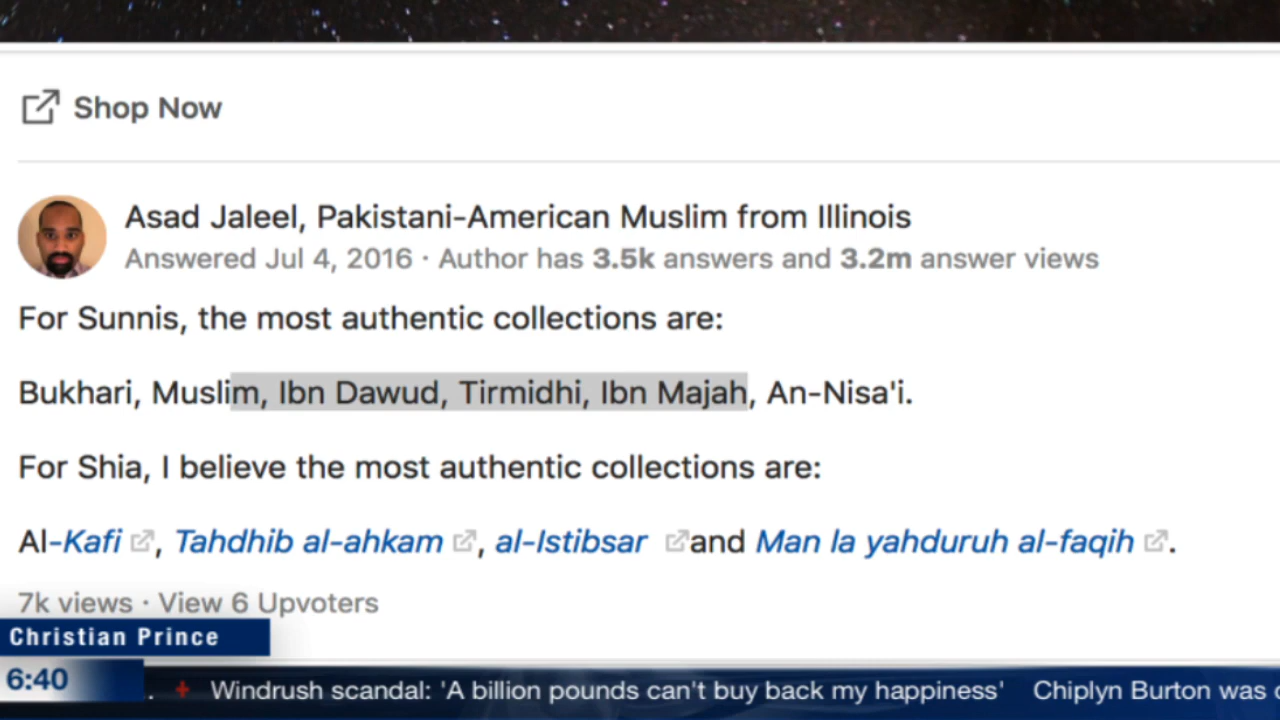 Shop Now
Asad Jaleel, Pakistani-American Muslim from Illinois
Answered Jul 4, 2016 · Author has 3.5k answers and 3.2m answer views
For Sunnis, the most authentic collections are:
Bukhari, Muslim, Ibn Dawud, Tirmidhi, Ibn Majah, An-Nisa'i.
For Shia, I believe the most authentic collections are:
Al-Kafi, Tahdhib al-ahkam, al-Istibsar and Man la yahduruh al-faqih.
7k views · View 6 Upvoters
Christian Prince
6:40 . Windrush scandal: 'A billion pounds can't buy back my happiness' Chiplyn Burton was